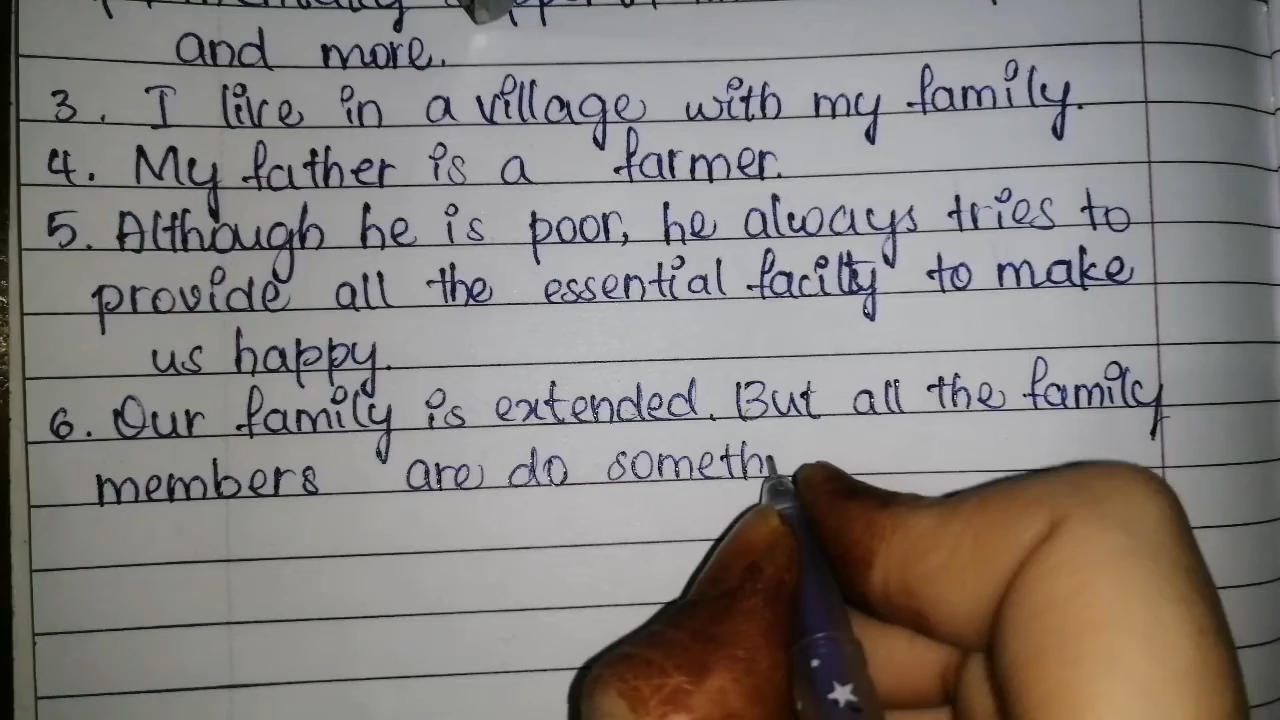 and more.
3. I live in a village with my family.
4. My father is a farmer.
5. Although he is poor, he always tries to
provide all the essential facilty to make
us happy.
6. Our family is extended. But all the family
members are do someth